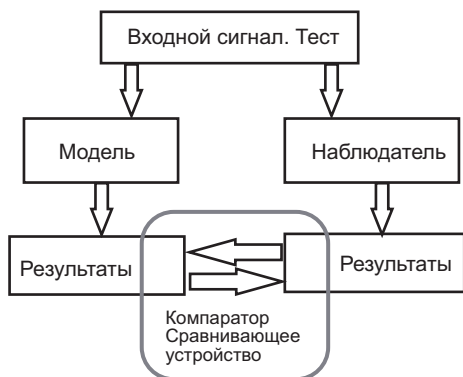 Входной сигнал. Тест
Модель
Наблюдатель
Результаты
Результаты
Компаратор
Сравнивающее
устройство